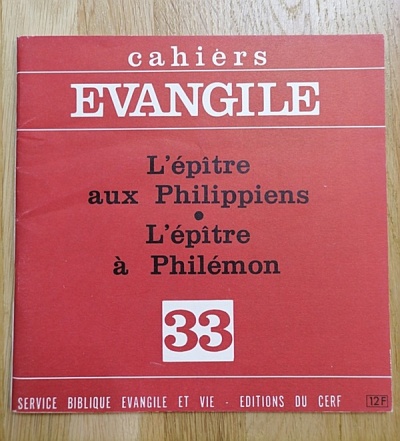 cahiers
EVANGILE
L'épître
aux Philippiens
•
L'épître
à Philémon
33
SERVICE BIBLIQUE EVANGILE ET VIE - EDITIONS DU CERF 12F